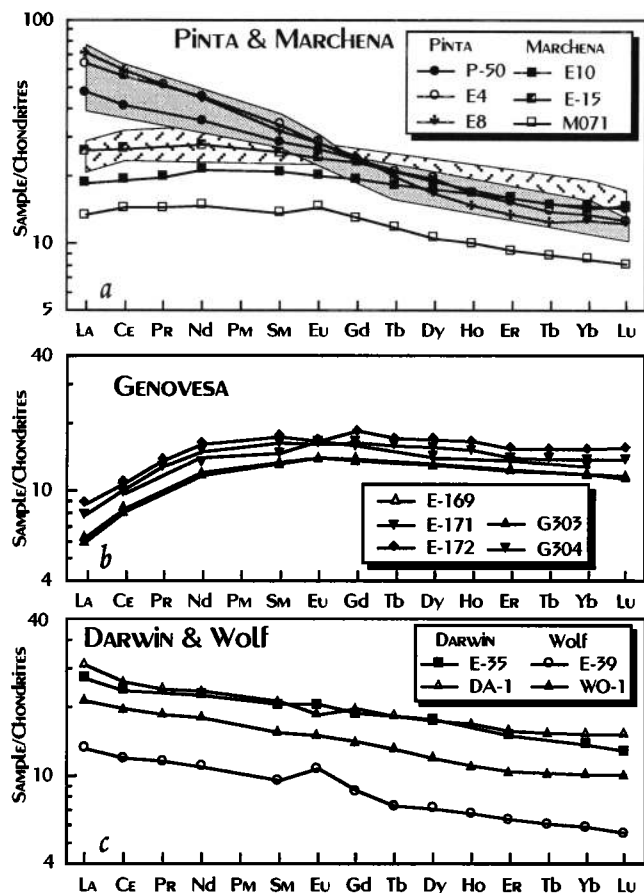 100
PINTA & MARCHENA
PINTA MARCHENA
P-50 E10
E4 E-15
E8 M071
SAMPLE/CHONDRITES
10
a
5
LA CE PR Nd PM SM EU Gd Tb Dy HO ER Tb Yb LU
40
GENOVESA
SAMPLE/CHONDRITES
10
E-169
E-171 G303
E-172 G304
b
4
LA CE PR Nd PM SM EU Gd Tb Dy HO ER Tb Yb LU
40
DARWIN & WOLF
DARWIN WOLF
E-35 E-39
DA-1 WO-1
SAMPLE/CHONDRITES
10
c
4
LA CE PR Nd PM SM EU Gd Tb Dy HO ER Tb Yb LU